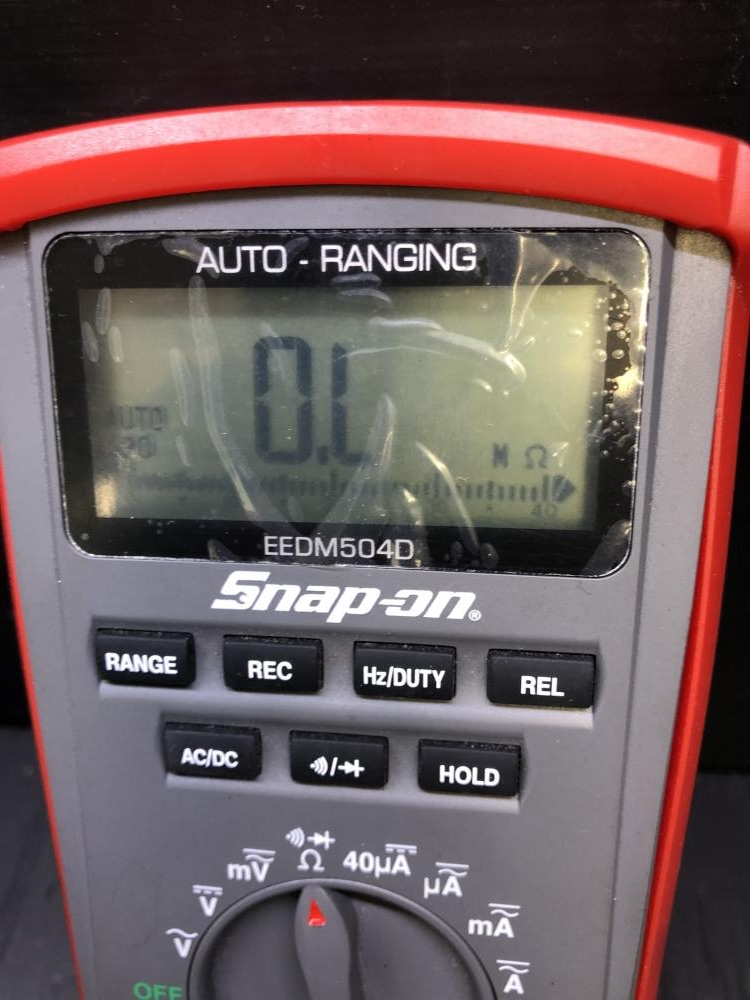 AUTO - RANGING
AUTO
0.L
M Ω
40
EEDM504D
Snap-on®
RANGE
REC
Hz/DUTY
REL
AC/DC
HOLD
mV
Ω
40μA
μA
V
mA
V
A
OFF